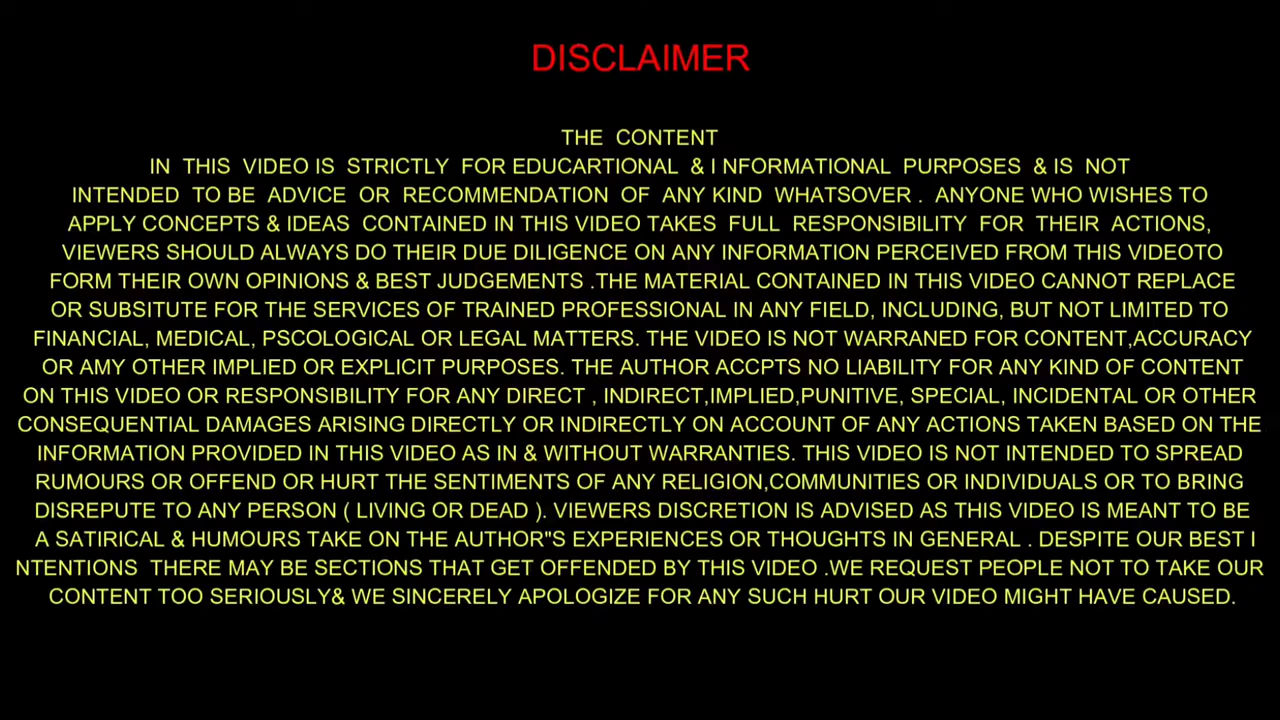 DISCLAIMER
THE CONTENT
IN THIS VIDEO IS STRICTLY FOR EDUCARTIONAL & I NFORMATIONAL PURPOSES & IS NOT
INTENDED TO BE ADVICE OR RECOMMENDATION OF ANY KIND WHATSOVER . ANYONE WHO WISHES TO
APPLY CONCEPTS & IDEAS CONTAINED IN THIS VIDEO TAKES FULL RESPONSIBILITY FOR THEIR ACTIONS,
VIEWERS SHOULD ALWAYS DO THEIR DUE DILIGENCE ON ANY INFORMATION PERCEIVED FROM THIS VIDEOTO
FORM THEIR OWN OPINIONS & BEST JUDGEMENTS .THE MATERIAL CONTAINED IN THIS VIDEO CANNOT REPLACE
OR SUBSITUTE FOR THE SERVICES OF TRAINED PROFESSIONAL IN ANY FIELD, INCLUDING, BUT NOT LIMITED TO
FINANCIAL, MEDICAL, PSCOLOGICAL OR LEGAL MATTERS. THE VIDEO IS NOT WARRANED FOR CONTENT,ACCURACY
OR AMY OTHER IMPLIED OR EXPLICIT PURPOSES. THE AUTHOR ACCPTS NO LIABILITY FOR ANY KIND OF CONTENT
ON THIS VIDEO OR RESPONSIBILITY FOR ANY DIRECT , INDIRECT,IMPLIED,PUNITIVE, SPECIAL, INCIDENTAL OR OTHER
CONSEQUENTIAL DAMAGES ARISING DIRECTLY OR INDIRECTLY ON ACCOUNT OF ANY ACTIONS TAKEN BASED ON THE
INFORMATION PROVIDED IN THIS VIDEO AS IN & WITHOUT WARRANTIES. THIS VIDEO IS NOT INTENDED TO SPREAD
RUMOURS OR OFFEND OR HURT THE SENTIMENTS OF ANY RELIGION,COMMUNITIES OR INDIVIDUALS OR TO BRING
DISREPUTE TO ANY PERSON ( LIVING OR DEAD ). VIEWERS DISCRETION IS ADVISED AS THIS VIDEO IS MEANT TO BE
A SATIRICAL & HUMOURS TAKE ON THE AUTHOR"S EXPERIENCES OR THOUGHTS IN GENERAL . DESPITE OUR BEST I
NTENTIONS THERE MAY BE SECTIONS THAT GET OFFENDED BY THIS VIDEO .WE REQUEST PEOPLE NOT TO TAKE OUR
CONTENT TOO SERIOUSLY& WE SINCERELY APOLOGIZE FOR ANY SUCH HURT OUR VIDEO MIGHT HAVE CAUSED.